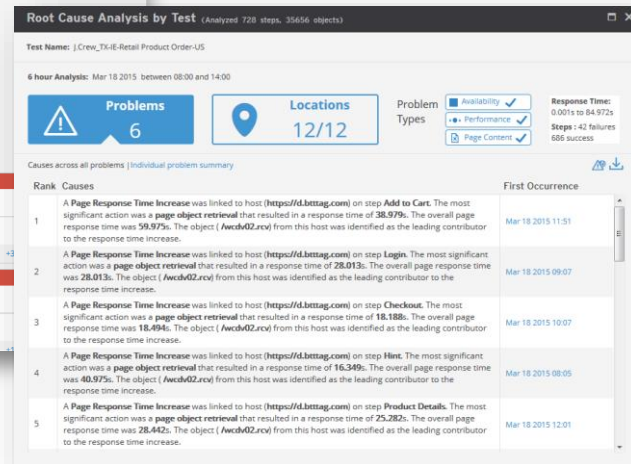 Root Cause Analysis by Test (Analyzed 728 steps, 35656 objects)
Test Name: J.Crew_TX-IE-Retail Product Order-US
6 hour Analysis: Mar 18 2015 between 08:00 and 14:00
Problems
6
Locations
12/12
Problem
Types
Availability
Performance
Page Content
Response Time:
0.001s to 84.972s
Steps : 42 failures
686 success
Causes across all problems | Individual problem summary
Rank Causes First Occurrence
A Page Response Time Increase was linked to host (https://d.btttag.com) on step Add to Cart. The most
significant action was a page object retrieval that resulted in a response time of 38.979s. The overall page
1 response time was 59.975s. The object ( /wcdv02.rcv) from this host was identified as the leading contributor Mar 18 2015 11:51
to the response time increase.
A Page Response Time Increase was linked to host (https://d.btttag.com) on step Login. The most significant
action was a page object retrieval that resulted in a response time of 28.013s. The overall page response time
2 was 28.013s. The object ( /wcdv02.rcv) from this host was identified as the leading contributor to the Mar 18 2015 09:07
response time increase.
A Page Response Time Increase was linked to host (https://d.btttag.com) on step Checkout. The most
significant action was a page object retrieval that resulted in a response time of 18.188s. The overall page
3 response time was 18.494s. The object ( /wcdv02.rcv) from this host was identified as the leading contributor Mar 18 2015 10:07
to the response time increase.
A Page Response Time Increase was linked to host (https://d.btttag.com) on step Hint. The most significant
action was a page object retrieval that resulted in a response time of 16.349s. The overall page response time
4 was 40.975s. The object ( /wcdv02.rcv) from this host was identified as the leading contributor to the Mar 18 2015 08:05
response time increase.
A Page Response Time Increase was linked to host (https://d.btttag.com) on step Product Details. The most
significant action was a page object retrieval that resulted in a response time of 25.282s. The overall page
5 response time was 28.442s. The object ( /wcdv02.rcv) from this host was identified as the leading contributor Mar 18 2015 12:01
to the response time increase.